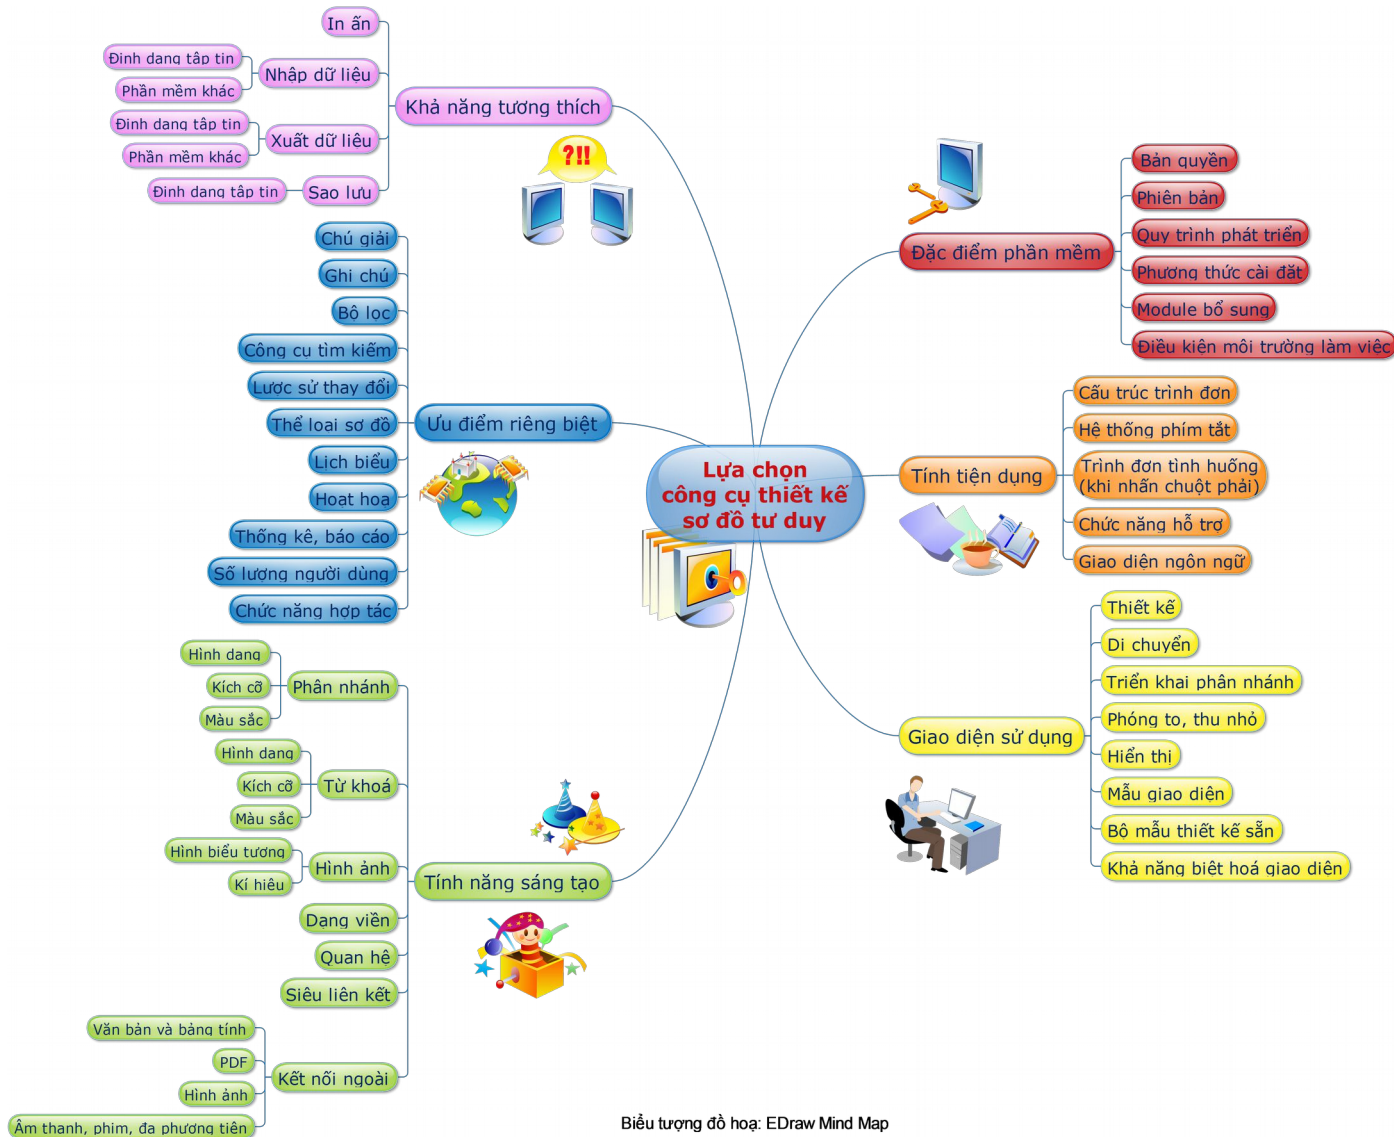 Lựa chọn
công cụ thiết kế
sơ đồ tư duy
Đặc điểm phần mềm
Bản quyền
Phiên bản
Quy trình phát triển
Phương thức cài đặt
Module bổ sung
Điều kiện môi trường làm việc
Tính tiện dụng
Cấu trúc trình đơn
Hệ thống phím tắt
Trình đơn tình huống
(khi nhấn chuột phải)
Chức năng hỗ trợ
Giao diện ngôn ngữ
Giao diện sử dụng
Thiết kế
Di chuyển
Triển khai phân nhánh
Phóng to, thu nhỏ
Hiển thị
Mẫu giao diện
Bộ mẫu thiết kế sẵn
Khả năng biệt hoá giao diện
Khả năng tương thích
In ấn
Nhập dữ liệu
Định dạng tập tin
Phần mềm khác
Xuất dữ liệu
Định dạng tập tin
Phần mềm khác
Sao lưu
Định dạng tập tin
?!!
Ưu điểm riêng biệt
Chú giải
Ghi chú
Bộ lọc
Công cụ tìm kiếm
Lược sử thay đổi
Thể loại sơ đồ
Lịch biểu
Hoạt hoạ
Thống kê, báo cáo
Số lượng người dùng
Chức năng hợp tác
Tính năng sáng tạo
Phân nhánh
Hình dạng
Kích cỡ
Màu sắc
Từ khoá
Hình dạng
Kích cỡ
Màu sắc
Hình ảnh
Hình biểu tượng
Kí hiệu
Dạng viền
Quan hệ
Siêu liên kết
Kết nối ngoài
Văn bản và bảng tính
PDF
Hình ảnh
Âm thanh, phim, đa phương tiện
Biểu tượng đồ hoạ: EDraw Mind Map